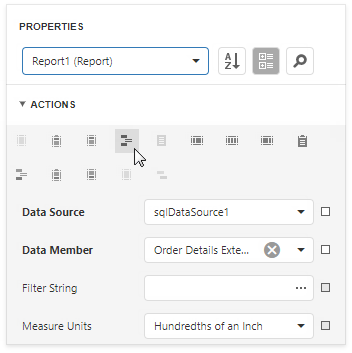 PROPERTIES
Report1 (Report)
A
Z
ACTIONS
Data Source sqlDataSource1
Data Member Order Details Exte...
Filter String ...
Measure Units Hundredths of an Inch